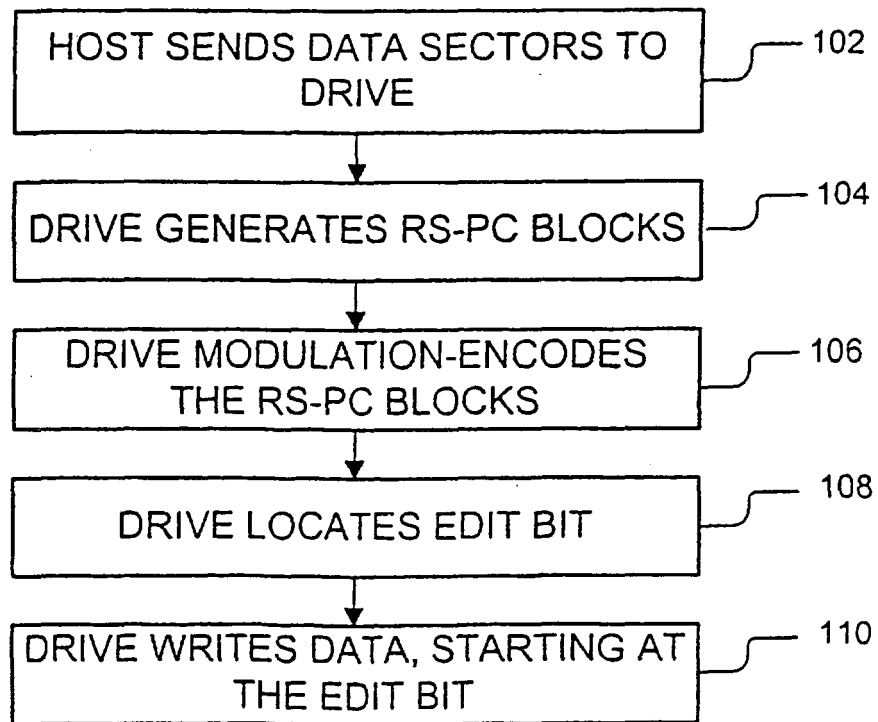 HOST SENDS DATA SECTORS TO
DRIVE
102
DRIVE GENERATES RS-PC BLOCKS
104
DRIVE MODULATION-ENCODES
THE RS-PC BLOCKS
106
DRIVE LOCATES EDIT BIT
108
DRIVE WRITES DATA, STARTING AT
THE EDIT BIT
110